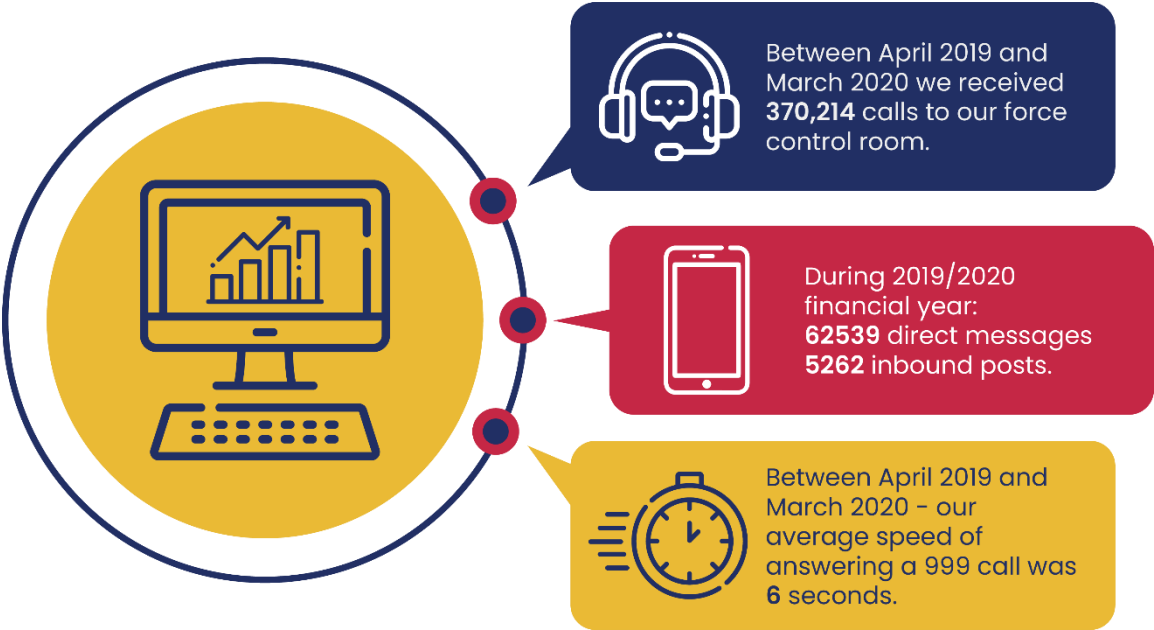 Between April 2019 and
March 2020 we received
370,214 calls to our force
control room.
During 2019/2020
financial year:
62539 direct messages
5262 inbound posts.
Between April 2019 and
March 2020 - our
average speed of
answering a 999 call was
6 seconds.